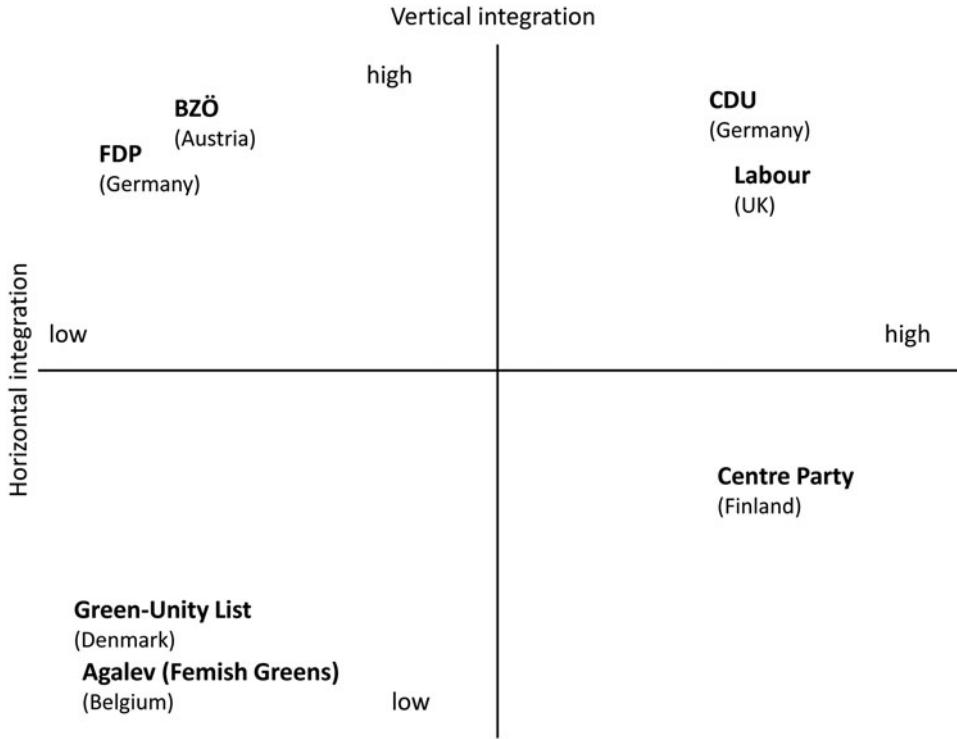 Vertical integration
high
BZÖ
(Austria)
CDU
(Germany)
FDP
(Germany)
Labour
(UK)
Horizontal integration
low
high
Centre Party
(Finland)
Green-Unity List
(Denmark)
Agalev (Femish Greens)
(Belgium)
low